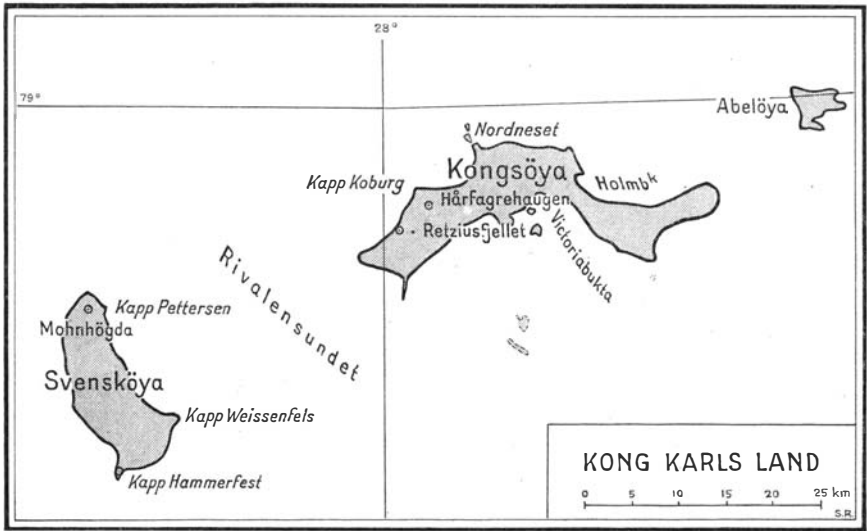 28°
79°
Abelöya
Nordneset
Kongsöya
Kapp Koburg
Holmbk
Hårfagrehaugen
Retziusfjellet
Victoriabukta
Rivalensundet
Kapp Pettersen
Mohnhögda
Svensköya
Kapp Weissenfels
Kapp Hammerfest
KONG KARLS LAND
0 5 10 15 20 25 km
S.R.